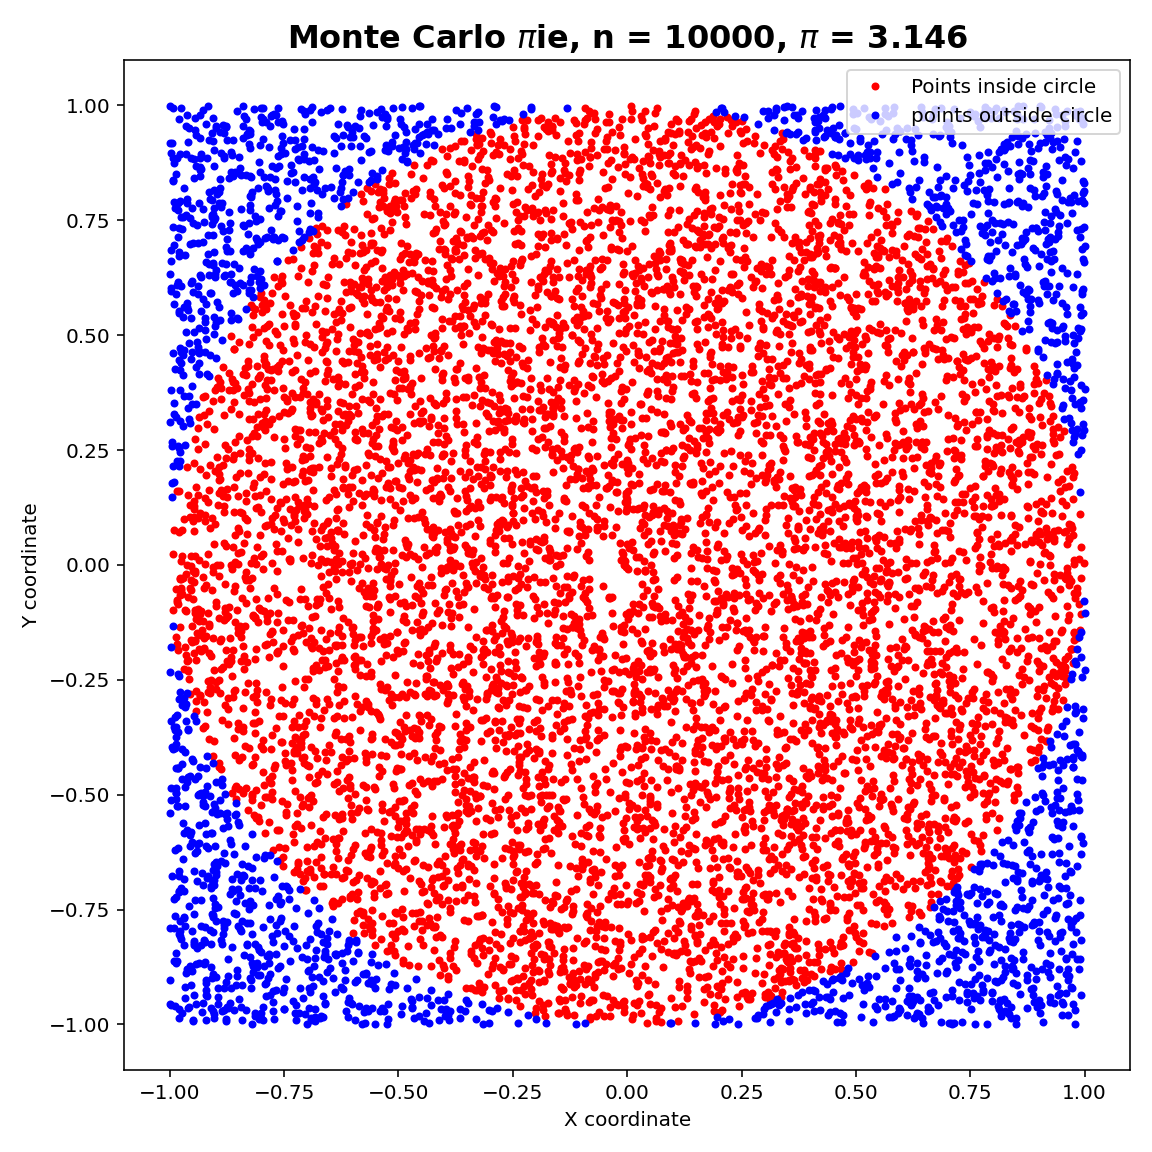 Monte Carlo πie, n = 10000, π = 3.146
Points inside circle
points outside circle
1.00
0.75
0.50
0.25
0.00
−0.25
−0.50
−0.75
−1.00
Y coordinate
−1.00 −0.75 −0.50 −0.25 0.00 0.25 0.50 0.75 1.00
X coordinate